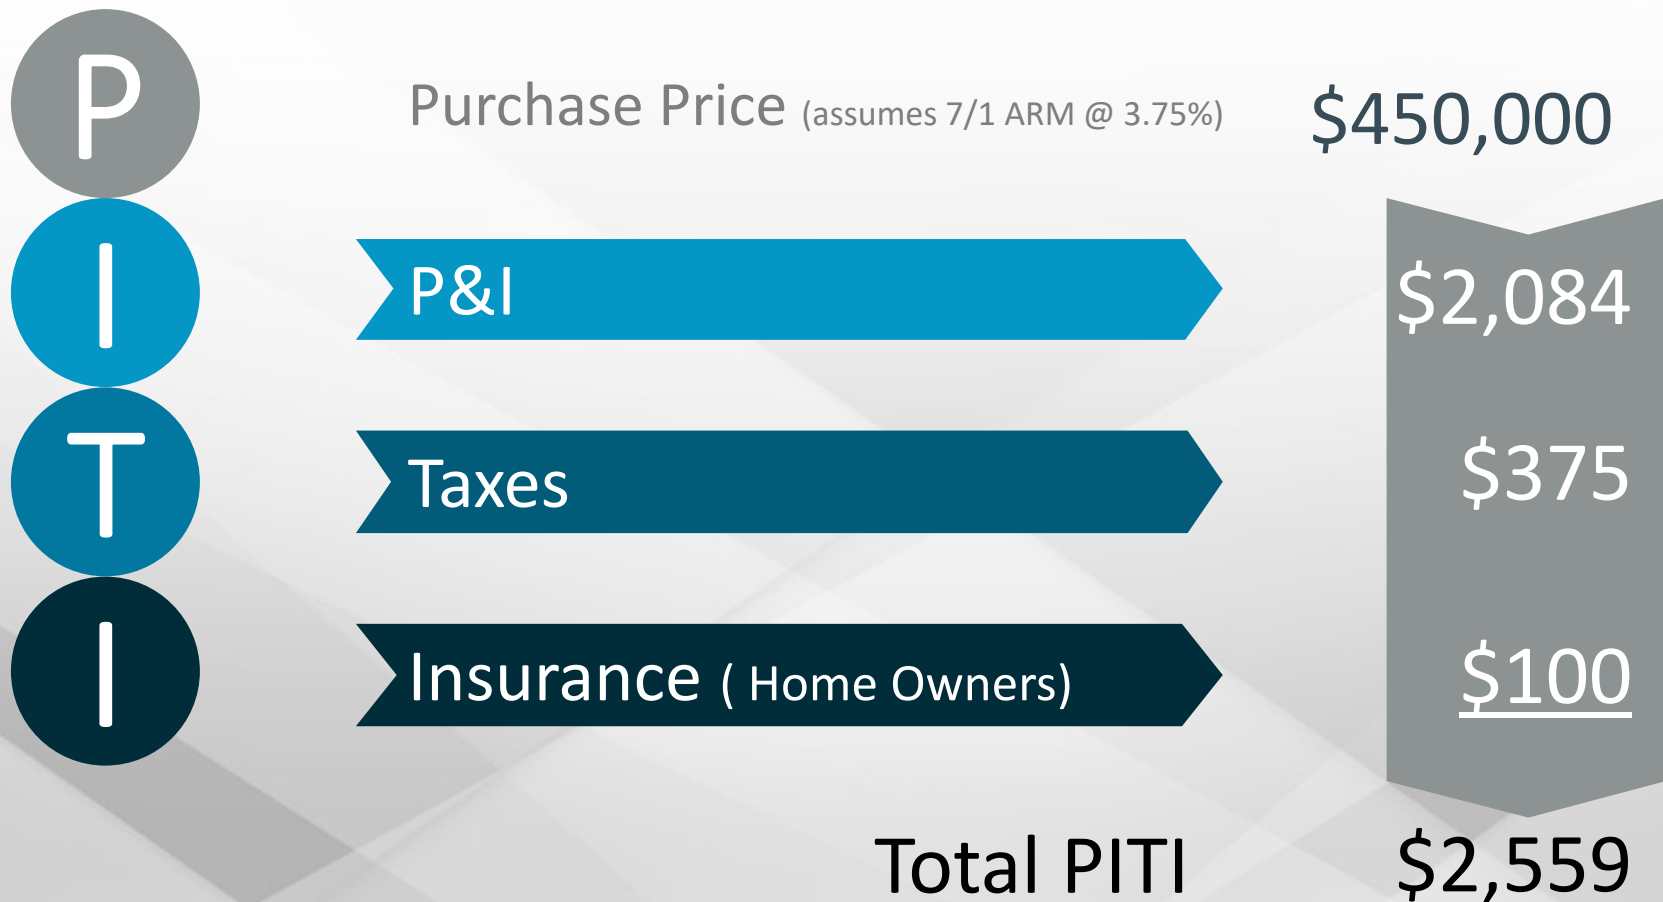 P
Purchase Price (assumes 7/1 ARM @ 3.75%) $450,000
I
P&I $2,084
T
Taxes $375
I
Insurance ( Home Owners) $100
Total PITI $2,559